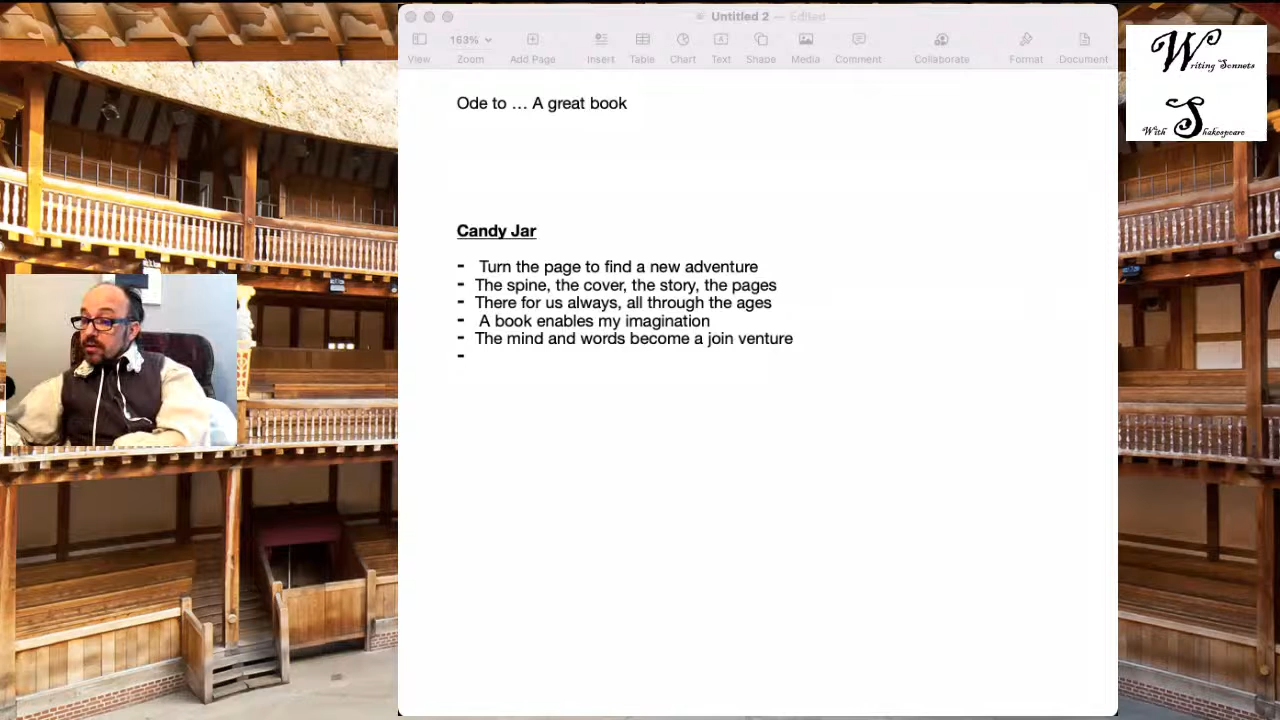 Untitled 2 — Edited
163%
View
Zoom
Add Page
Insert
Table
Chart
Text
Shape
Media
Comment
Collaborate
Format
Document
Writing Sonnets
With Shakespeare
Ode to … A great book
Candy Jar
- Turn the page to find a new adventure
- The spine, the cover, the story, the pages
- There for us always, all through the ages
- A book enables my imagination
- The mind and words become a join venture
-